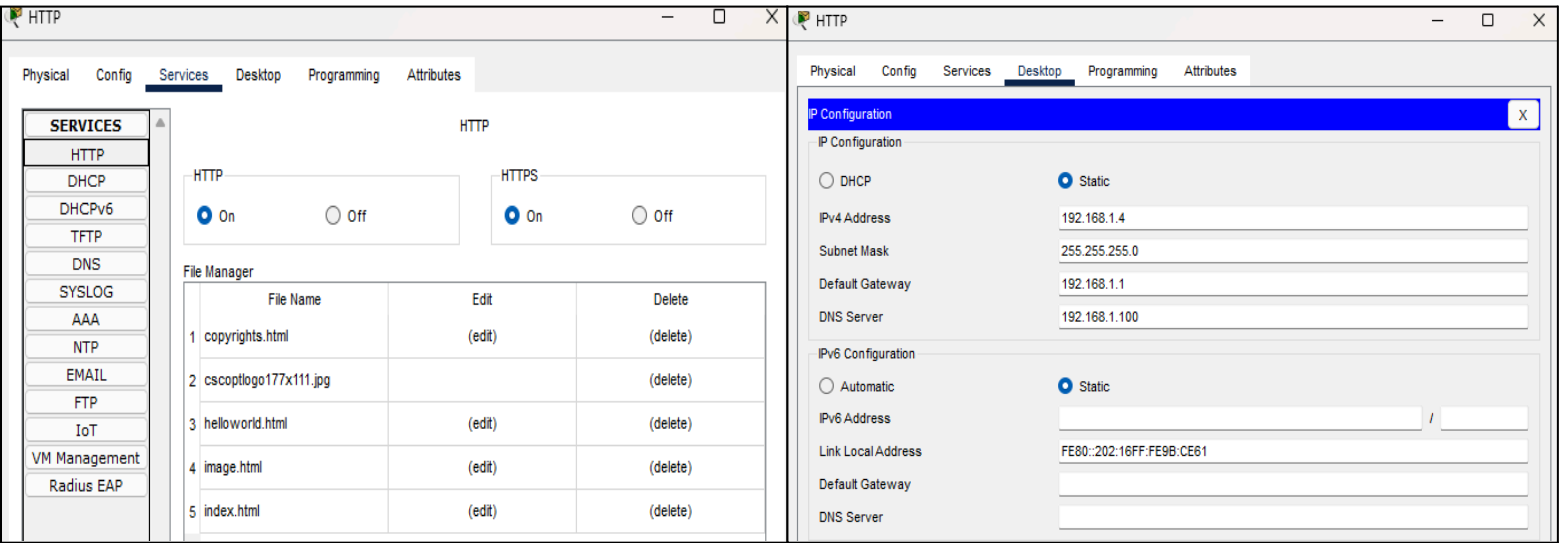 HTTP
Physical Config Services Desktop Programming Attributes
SERVICES
HTTP
DHCP
DHCPv6
TFTP
DNS
SYSLOG
AAA
NTP
EMAIL
FTP
IoT
VM Management
Radius EAP
HTTP
HTTP HTTPS
On Off On Off
File Manager
File Name Edit Delete
1 copyrights.html (edit) (delete)
2 cscoptlogo177x111.jpg (delete)
3 helloworld.html (edit) (delete)
4 image.html (edit) (delete)
5 index.html (edit) (delete)
HTTP
Physical Config Services Desktop Programming Attributes
IP Configuration X
IP Configuration
DHCP Static
IPv4 Address 192.168.1.4
Subnet Mask 255.255.255.0
Default Gateway 192.168.1.1
DNS Server 192.168.1.100
IPv6 Configuration
Automatic Static
IPv6 Address /
Link Local Address FE80::202:16FF:FE9B:CE61
Default Gateway
DNS Server